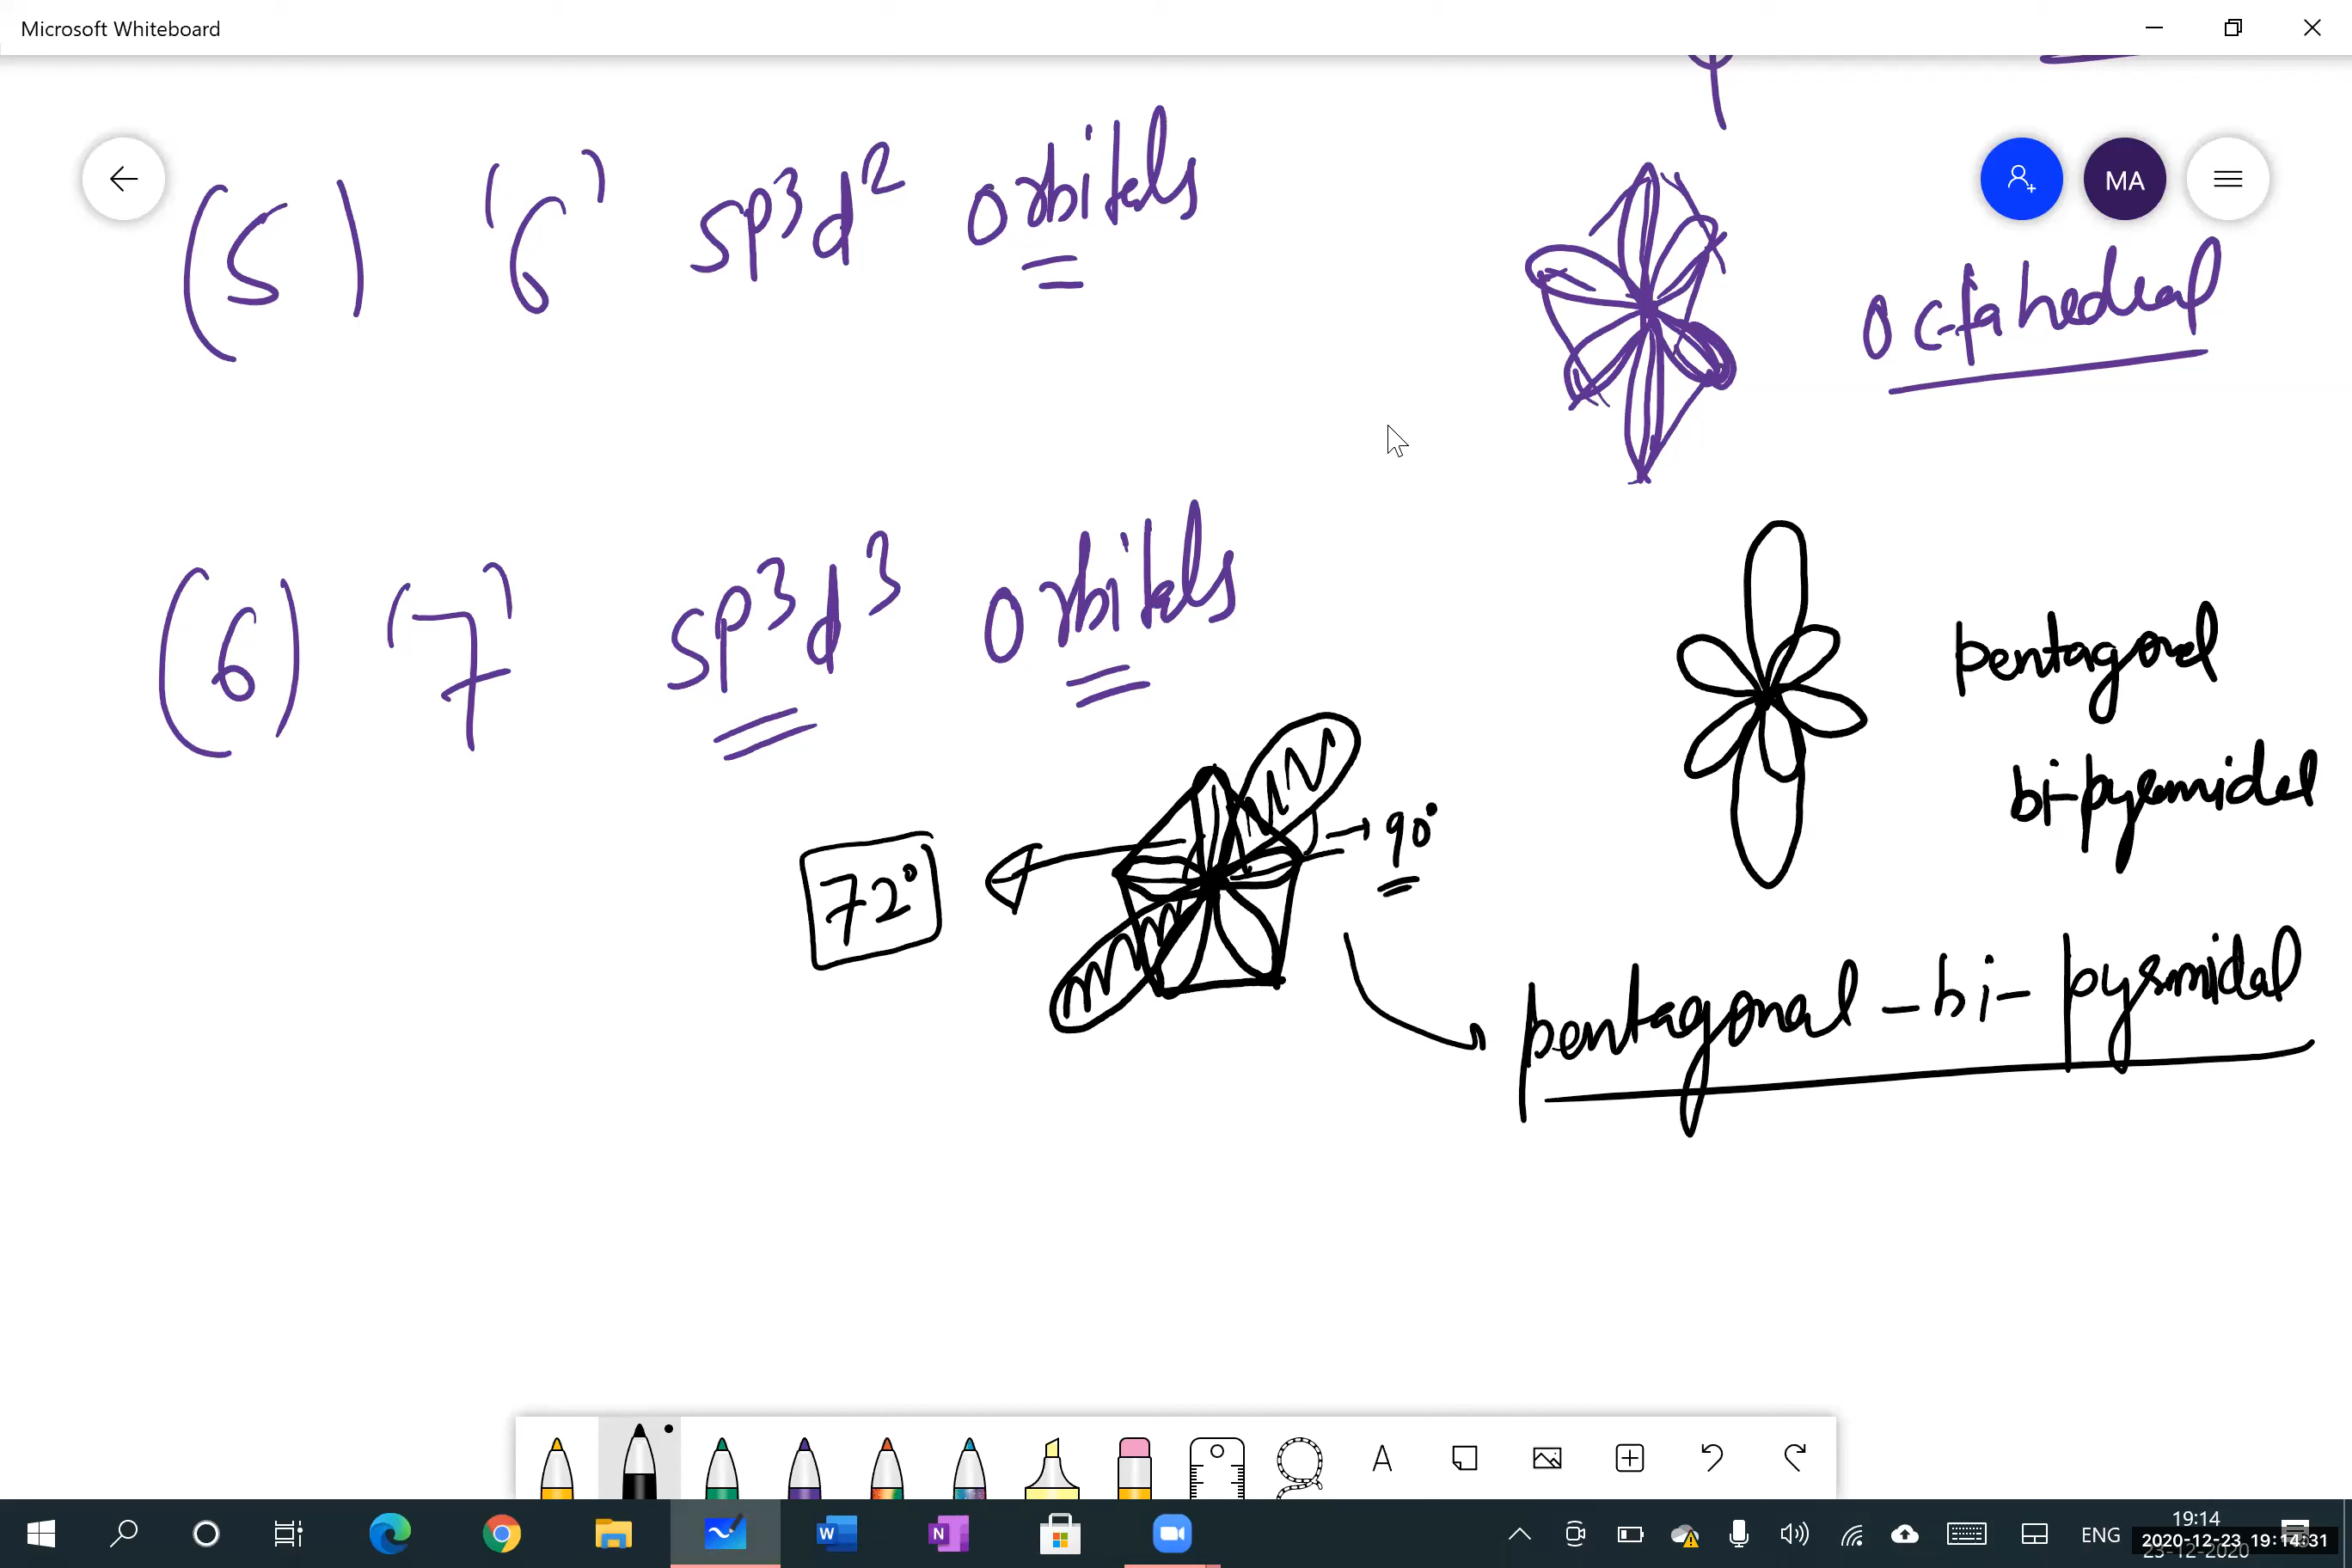 Microsoft Whiteboard
MA
(5) '6' sp³d² orbitals
octahedral
(6) '7' sp³d³ orbitals
pentagonal
bi-pyramidal
72°
→ 90°
pentagonal - bi - pyramidal
A
ENG
19:14
23-12-2020
2020-12-23 19:14:31